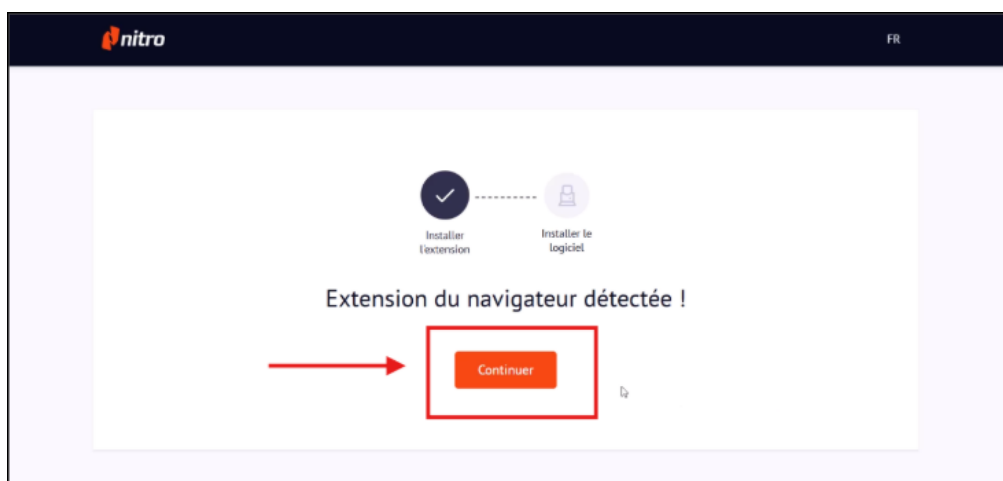 nitro
FR
Installer
l'extension
Installer le
logiciel
Extension du navigateur détectée !
Continuer